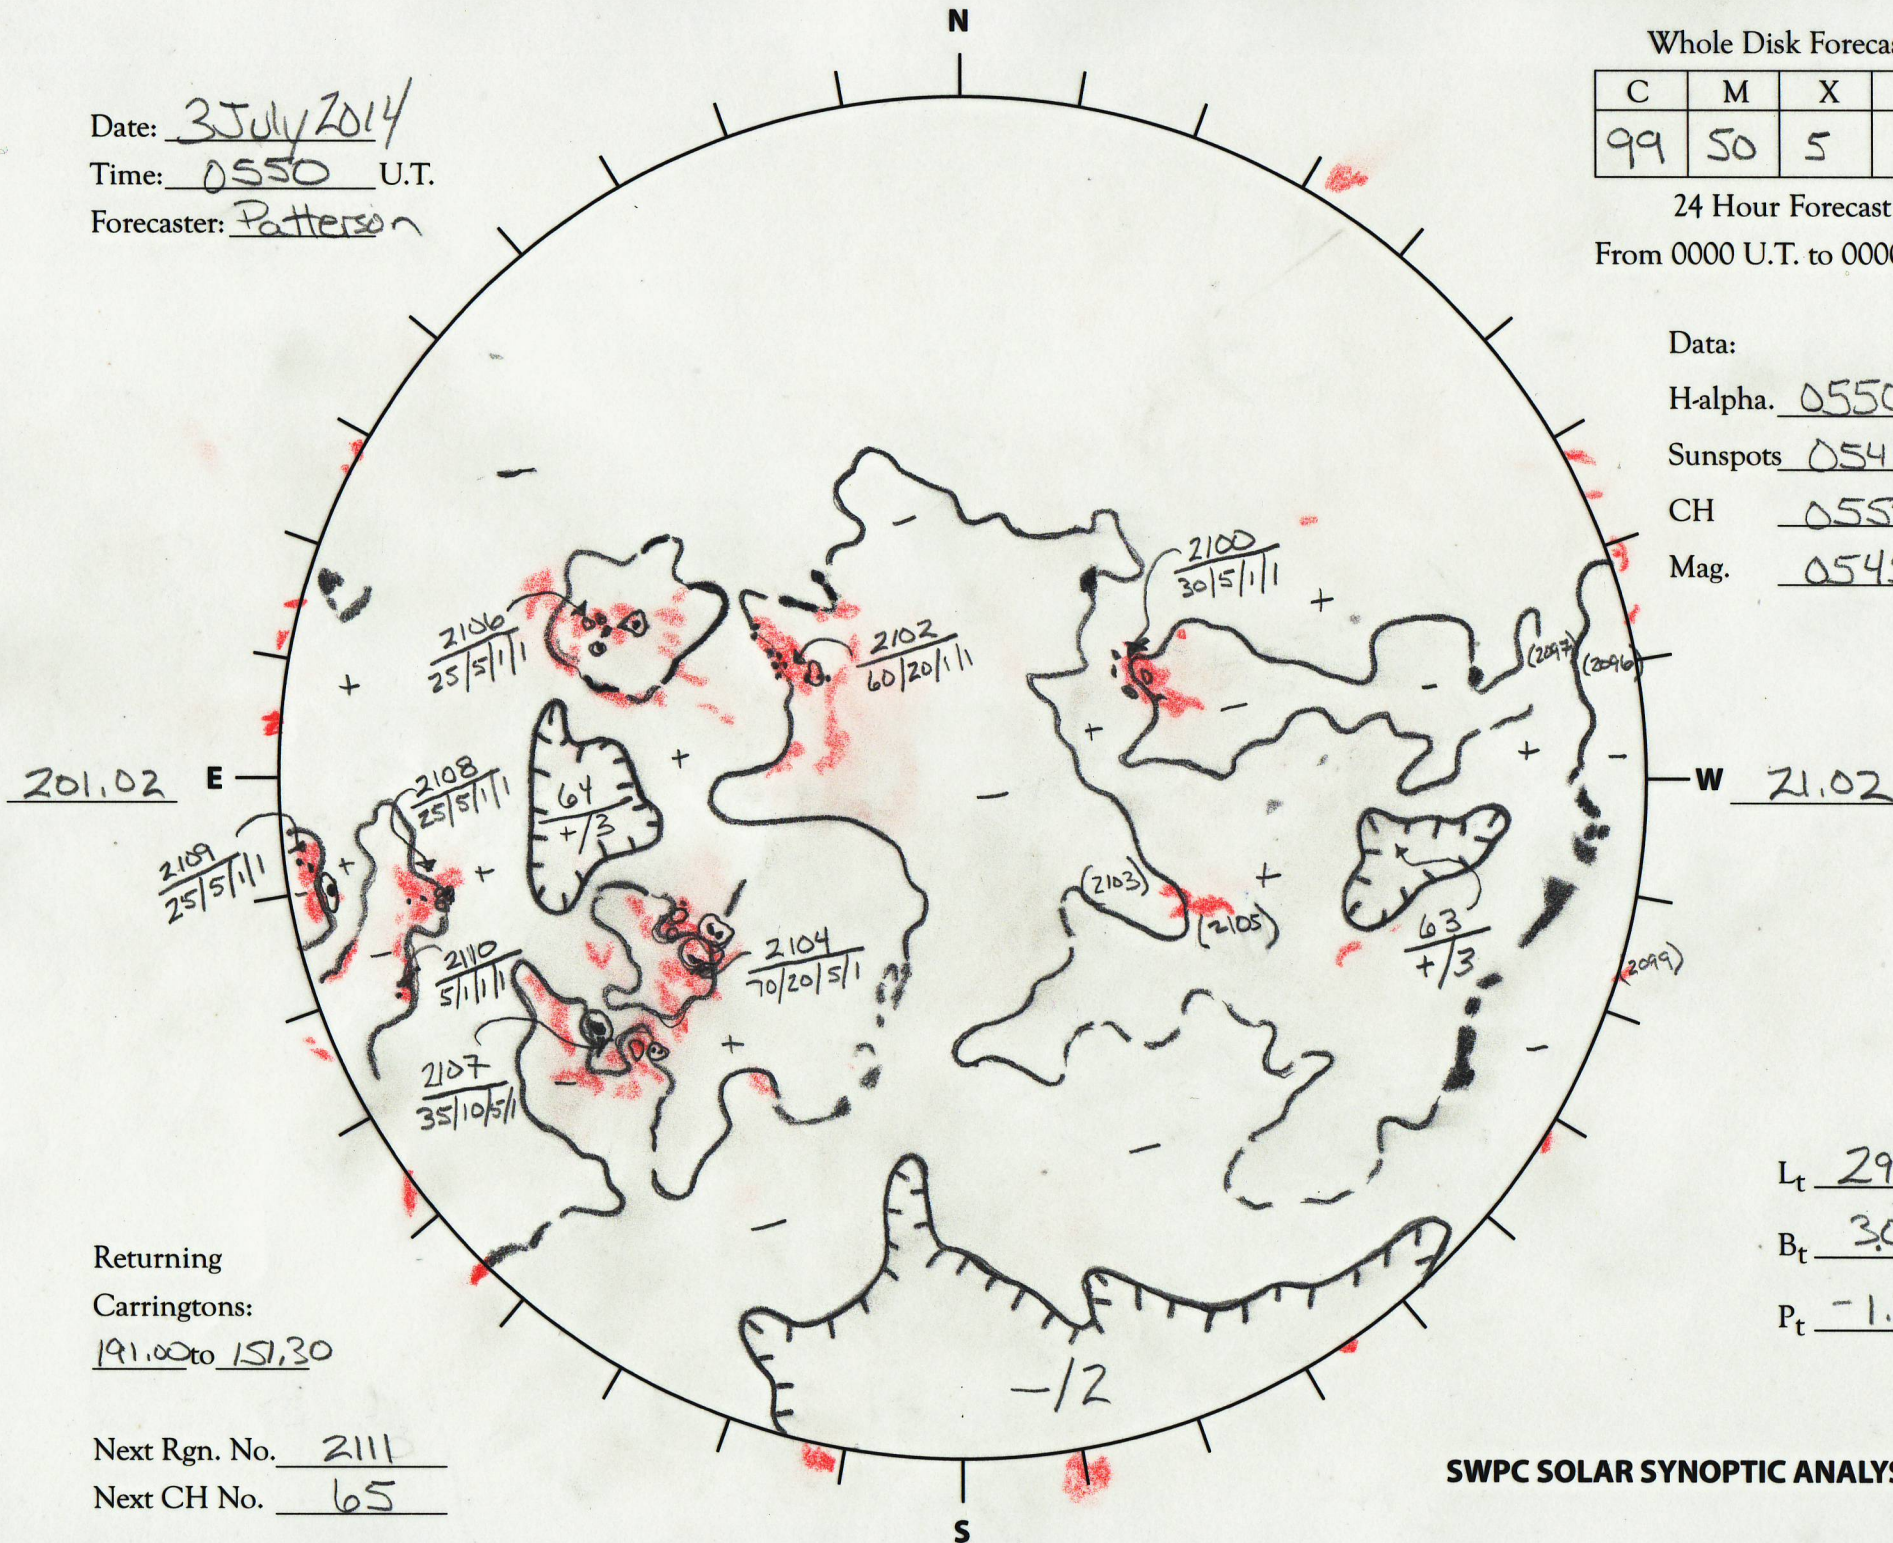 N
Whole Disk Foreca
Date: 3 July 2014
Time: 0550 U.T.
Forecaster: Patterson
C M X
99 50 5
24 Hour Forecast
From 0000 U.T. to 000
Data:
H-alpha. 0550
Sunspots 054
CH 055
Mag. 054
2100
30/5/1/1
+
2106
25/5/1/1
2102
60/20/1/1
(2097)
(2096)
+
-
+
+
-
+
-
201.02 E
W 21.02
2108
25/5/1/1
64
+/3
-
2109
25/5/1/1
+
+
(2103)
+
(2105)
63
+/3
2110
5/1/1/1
2104
70/20/5/1
(2099)
+
-
2107
35/10/5/1
-
-
-
Lt 29
Bt 3.
Pt -1.
Returning
Carringtons:
191.00 to 151.30
-/2
Next Rgn. No. 2111
Next CH No. 65
SWPC SOLAR SYNOPTIC ANALYS
S